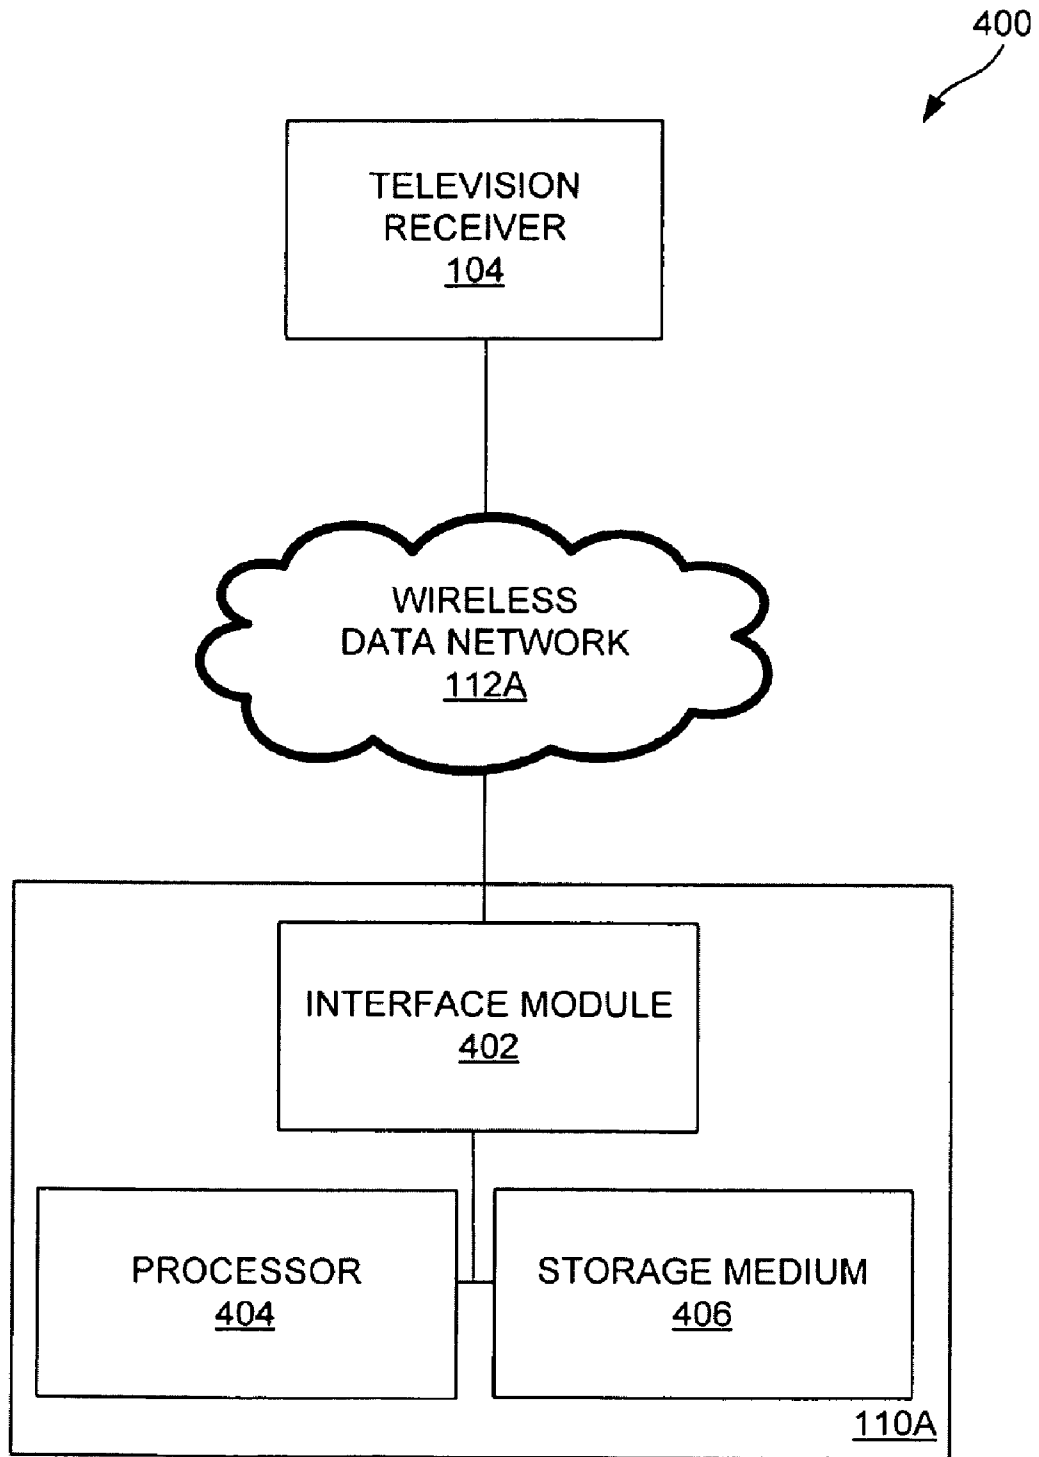 400
TELEVISION
RECEIVER
104
WIRELESS
DATA NETWORK
112A
INTERFACE MODULE
402
PROCESSOR
404
STORAGE MEDIUM
406
110A